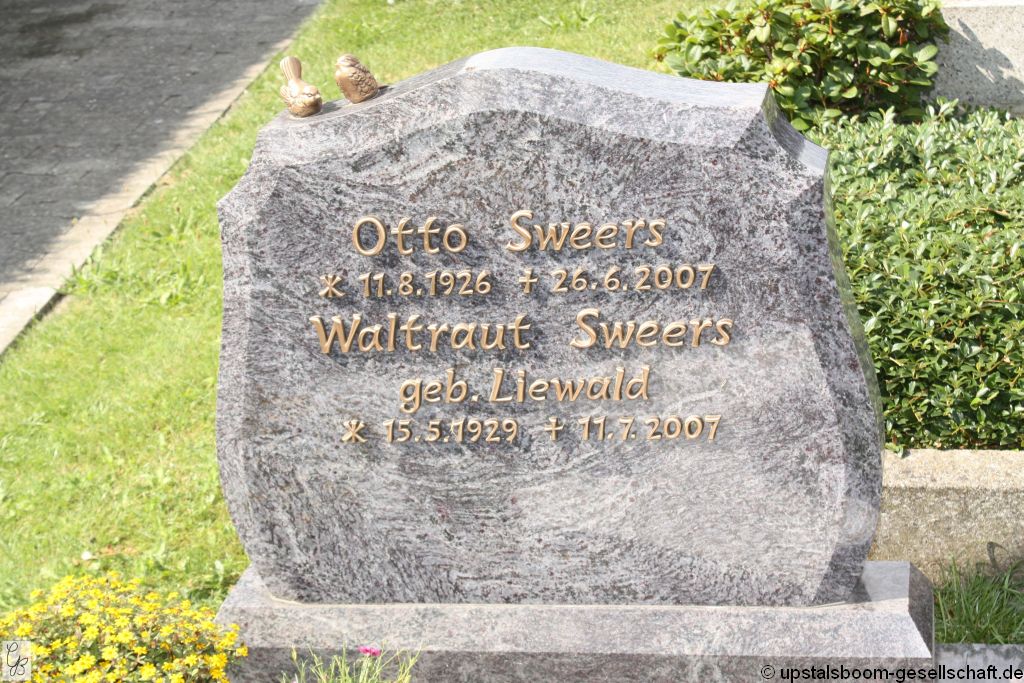 Otto Sweers
* 11.8.1926 † 26.6.2007
Waltraut Sweers
geb. Liewald
* 15.5.1929 † 11.7.2007
GB
© upstalsboom-gesellschaft.de